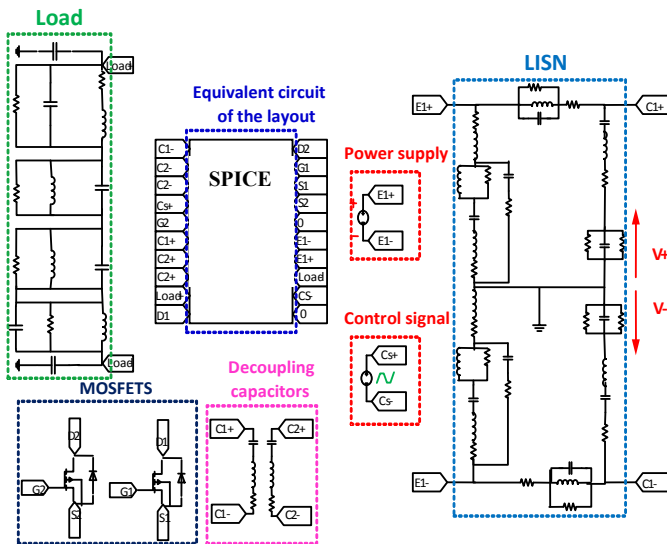 Load
Load+
Equivalent circuit
of the layout
SPICE
C1-
C2-
C2-
Cs+
G2
C1+
C2+
C2+
Load+
D1
D2
G1
S1
S2
0
E1-
E1+
Load-
CS-
0
Power supply
E1+
+
−
E1-
Control signal
Cs+
Cs-
LISN
E1+
C1+
V+
V-
E1-
C1-
Load-
MOSFETS
D2
G2
S2
D1
G1
S1
Decoupling
capacitors
C1+
C2+
C1-
C2-